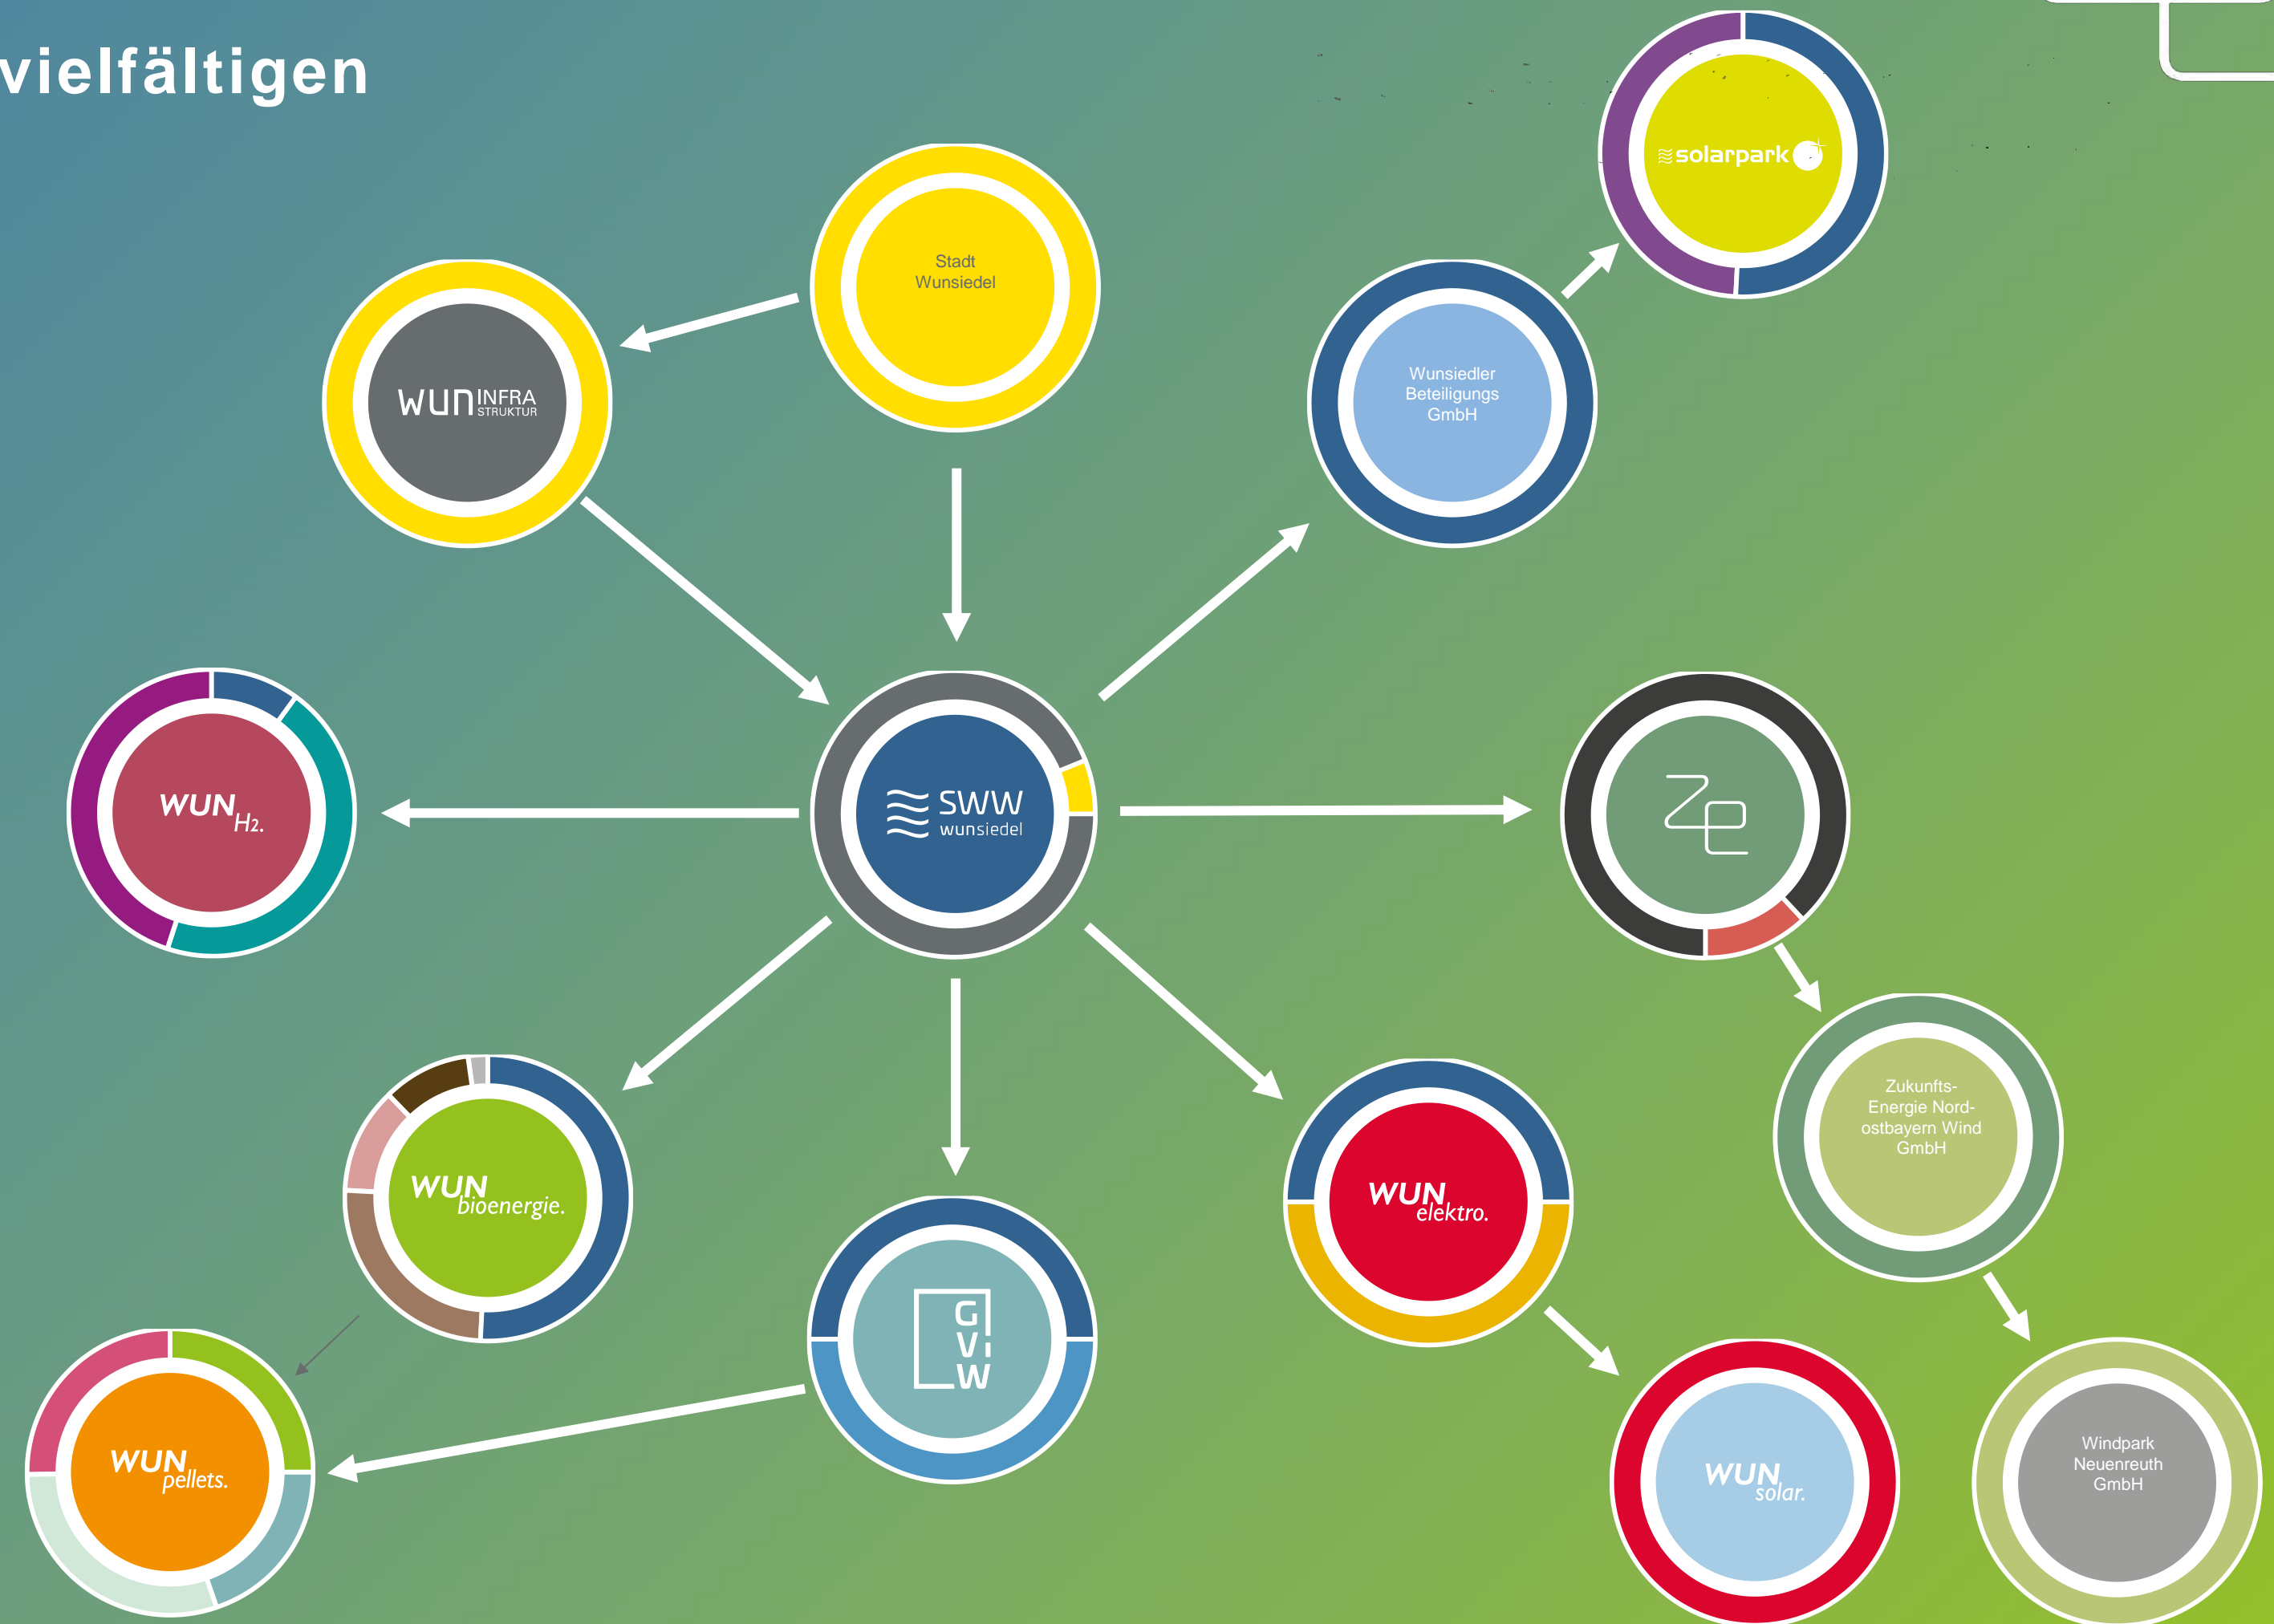 vielfältigen
solarpark
Stadt
Wunsiedel
WUN INFRA
STRUKTUR
Wunsiedler
Beteiligungs
GmbH
WUN
H2.
SWW
wunsiedel
ZE
WUN
bioenergie.
G
V
W
WUN
elektro.
Zukunfts-
Energie Nord-
ostbayern Wind
GmbH
WUN
pellets.
WUN
solar.
Windpark
Neuenreuth
GmbH